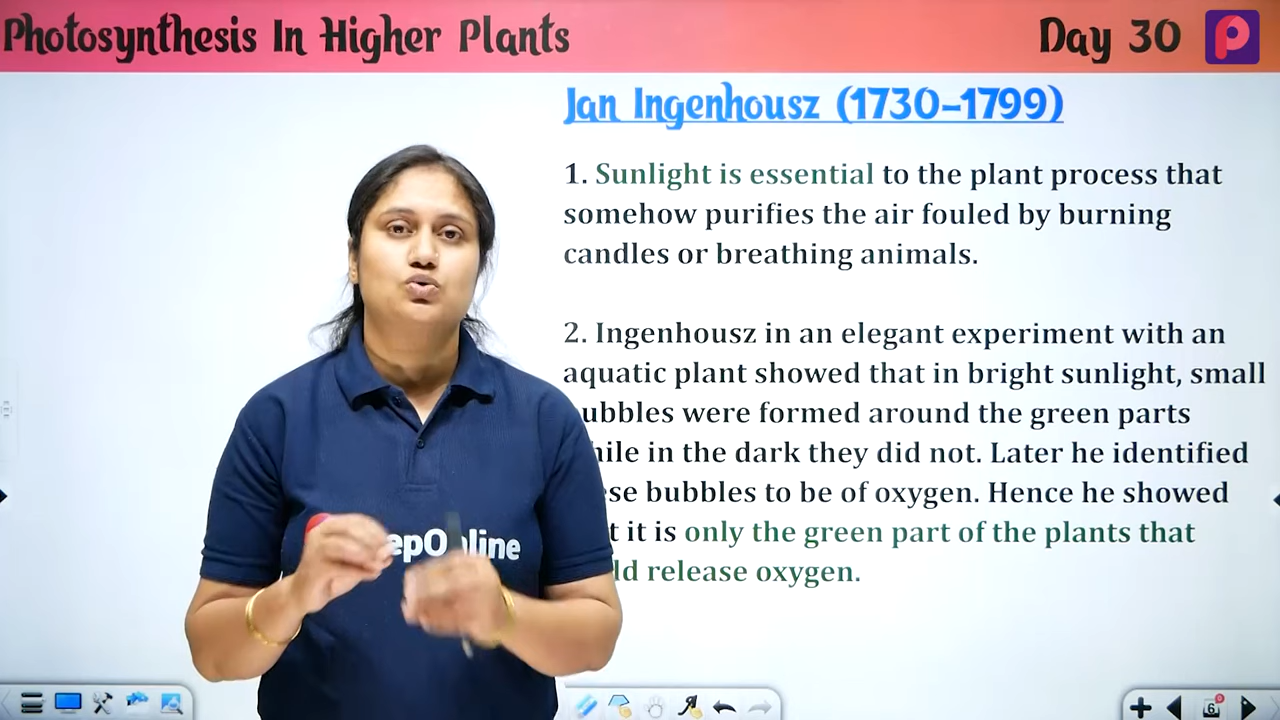 Photosynthesis In Higher Plants
Day 30
Jan Ingenhousz (1730–1799)
1. Sunlight is essential to the plant process that
somehow purifies the air fouled by burning
candles or breathing animals.
2. Ingenhousz in an elegant experiment with an
aquatic plant showed that in bright sunlight, small
ubbles were formed around the green parts
hile in the dark they did not. Later he identified
ese bubbles to be of oxygen. Hence he showed
t it is only the green part of the plants that
ld release oxygen.
epO line
6